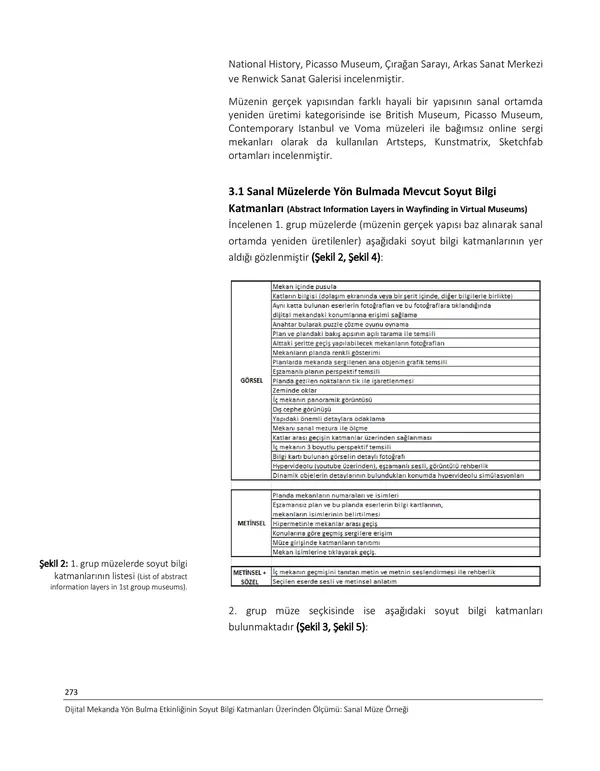 National History, Picasso Museum, Çırağan Sarayı, Arkas Sanat Merkezi
ve Renwick Sanat Galerisi incelenmiştir.
Müzenin gerçek yapısından farklı hayali bir yapısının sanal ortamda
yeniden üretimi kategorisinde ise British Museum, Picasso Museum,
Contemporary Istanbul ve Voma müzeleri ile bağımsız online sergi
mekanları olarak da kullanılan Artsteps, Kunstmatrix, Sketchfab
ortamları incelenmiştir.
3.1 Sanal Müzelerde Yön Bulmada Mevcut Soyut Bilgi
Katmanları (Abstract Information Layers in Wayfinding in Virtual Museums)
İncelenen 1. grup müzelerde (müzenin gerçek yapısı baz alınarak sanal
ortamda yeniden üretilenler) aşağıdaki soyut bilgi katmanlarının yer
aldığı gözlenmiştir (Şekil 2, Şekil 4):
GÖRSEL
Mekan içinde pusula
Katların bilgisi (dolaşım ekranında veya bir şerit içinde, diğer bilgilerle birlikte)
Aynı katta bulunan eserlerin fotoğrafları ve bu fotoğraflara tıklandığında
dijital mekandaki konumlarına erişimi sağlama
Anahtar bularak puzzle çözme oyunu oynama
Plan ve plandaki bakış açısının açılı tarama ile temsili
Alttaki şeritte geçiş yapılabilecek mekanların fotoğrafları
Mekanların planda renkli gösterimi
Planlarda mekanda sergilenen ana objenin grafik temsili
Eşzamanlı planın perspektif temsili
Planda gezilen noktaların tik ile işaretlenmesi
Zeminde oklar
İç mekanın panoramik görüntüsü
Dış cephe görünüşü
Yapıdaki önemli detaylara odaklama
Mekanı sanal mezura ile ölçme
Katlar arası geçişin katmanlar üzerinden sağlanması
İç mekanın 3 boyutlu perspektif temsili
Bilgi kartı bulunan görselin detaylı fotoğrafı
Hypervideolu (youtube üzerinden), eşzamanlı sesli, görüntülü rehberlik
Dinamik objelerin detaylarının bulundukları konumda hypervideolu simülasyonları
METİNSEL
Planda mekanların numaraları ve isimleri
Eşzamanlı plan ve bu planda eserlerin bilgi kartlarının,
mekanların isimlerinin belirtilmesi
Hipermetinle mekanlar arası geçiş
Konularına göre geçmiş sergilere erişim
Müze girişinde katmanların tanıtımı
Mekan isimlerine tıklayarak geçiş.
METİNSEL +
SÖZEL
İç mekanın geçmişini tanıtan metin ve metnin seslendirmesi ile rehberlik
Seçilen eserde sesli ve metinsel anlatım
Şekil 2: 1. grup müzelerde soyut bilgi
katmanlarının listesi (List of abstract
information layers in 1st group museums).
2. grup müze seçkisinde ise aşağıdaki soyut bilgi katmanları
bulunmaktadır (Şekil 3, Şekil 5):
273
Dijital Mekanda Yön Bulma Etkinliğinin Soyut Bilgi Katmanları Üzerinden Ölçümü: Sanal Müze Örneği